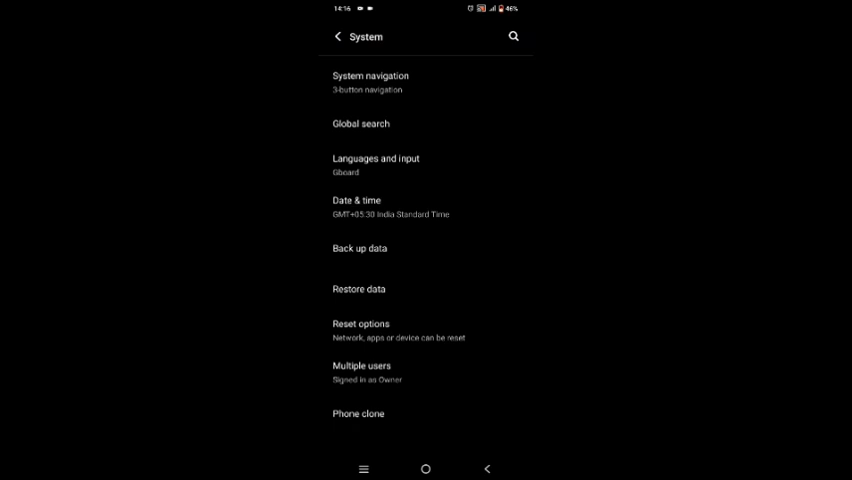 14:16 46%
System
System navigation
3-button navigation
Global search
Languages and input
Gboard
Date & time
GMT+05:30 India Standard Time
Back up data
Restore data
Reset options
Network, apps or device can be reset
Multiple users
Signed in as Owner
Phone clone